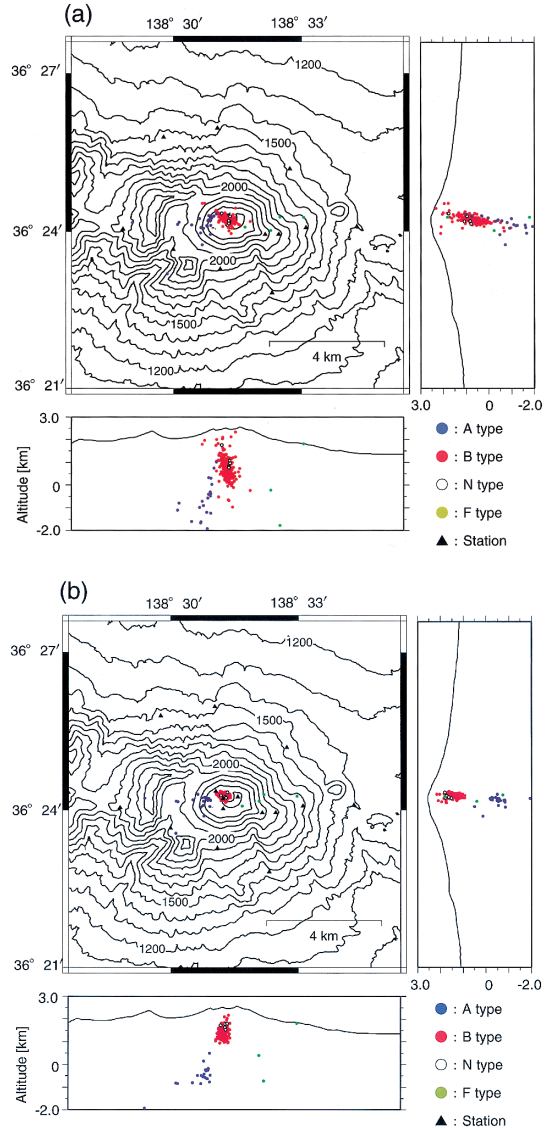 (a)
138° 30′ 138° 33′
36° 27′
1200
1500
2000
36° 24′
2000
1500
4 km
1200
36° 21′
3.0 0 -2.0
3.0
Altitude [km]
0
-2.0
: A type
: B type
: N type
: F type
: Station
(b)
138° 30′ 138° 33′
36° 27′
1200
1500
2000
36° 24′
2000
1500
4 km
1200
36° 21′
3.0 0 -2.0
3.0
Altitude [km]
0
-2.0
: A type
: B type
: N type
: F type
: Station